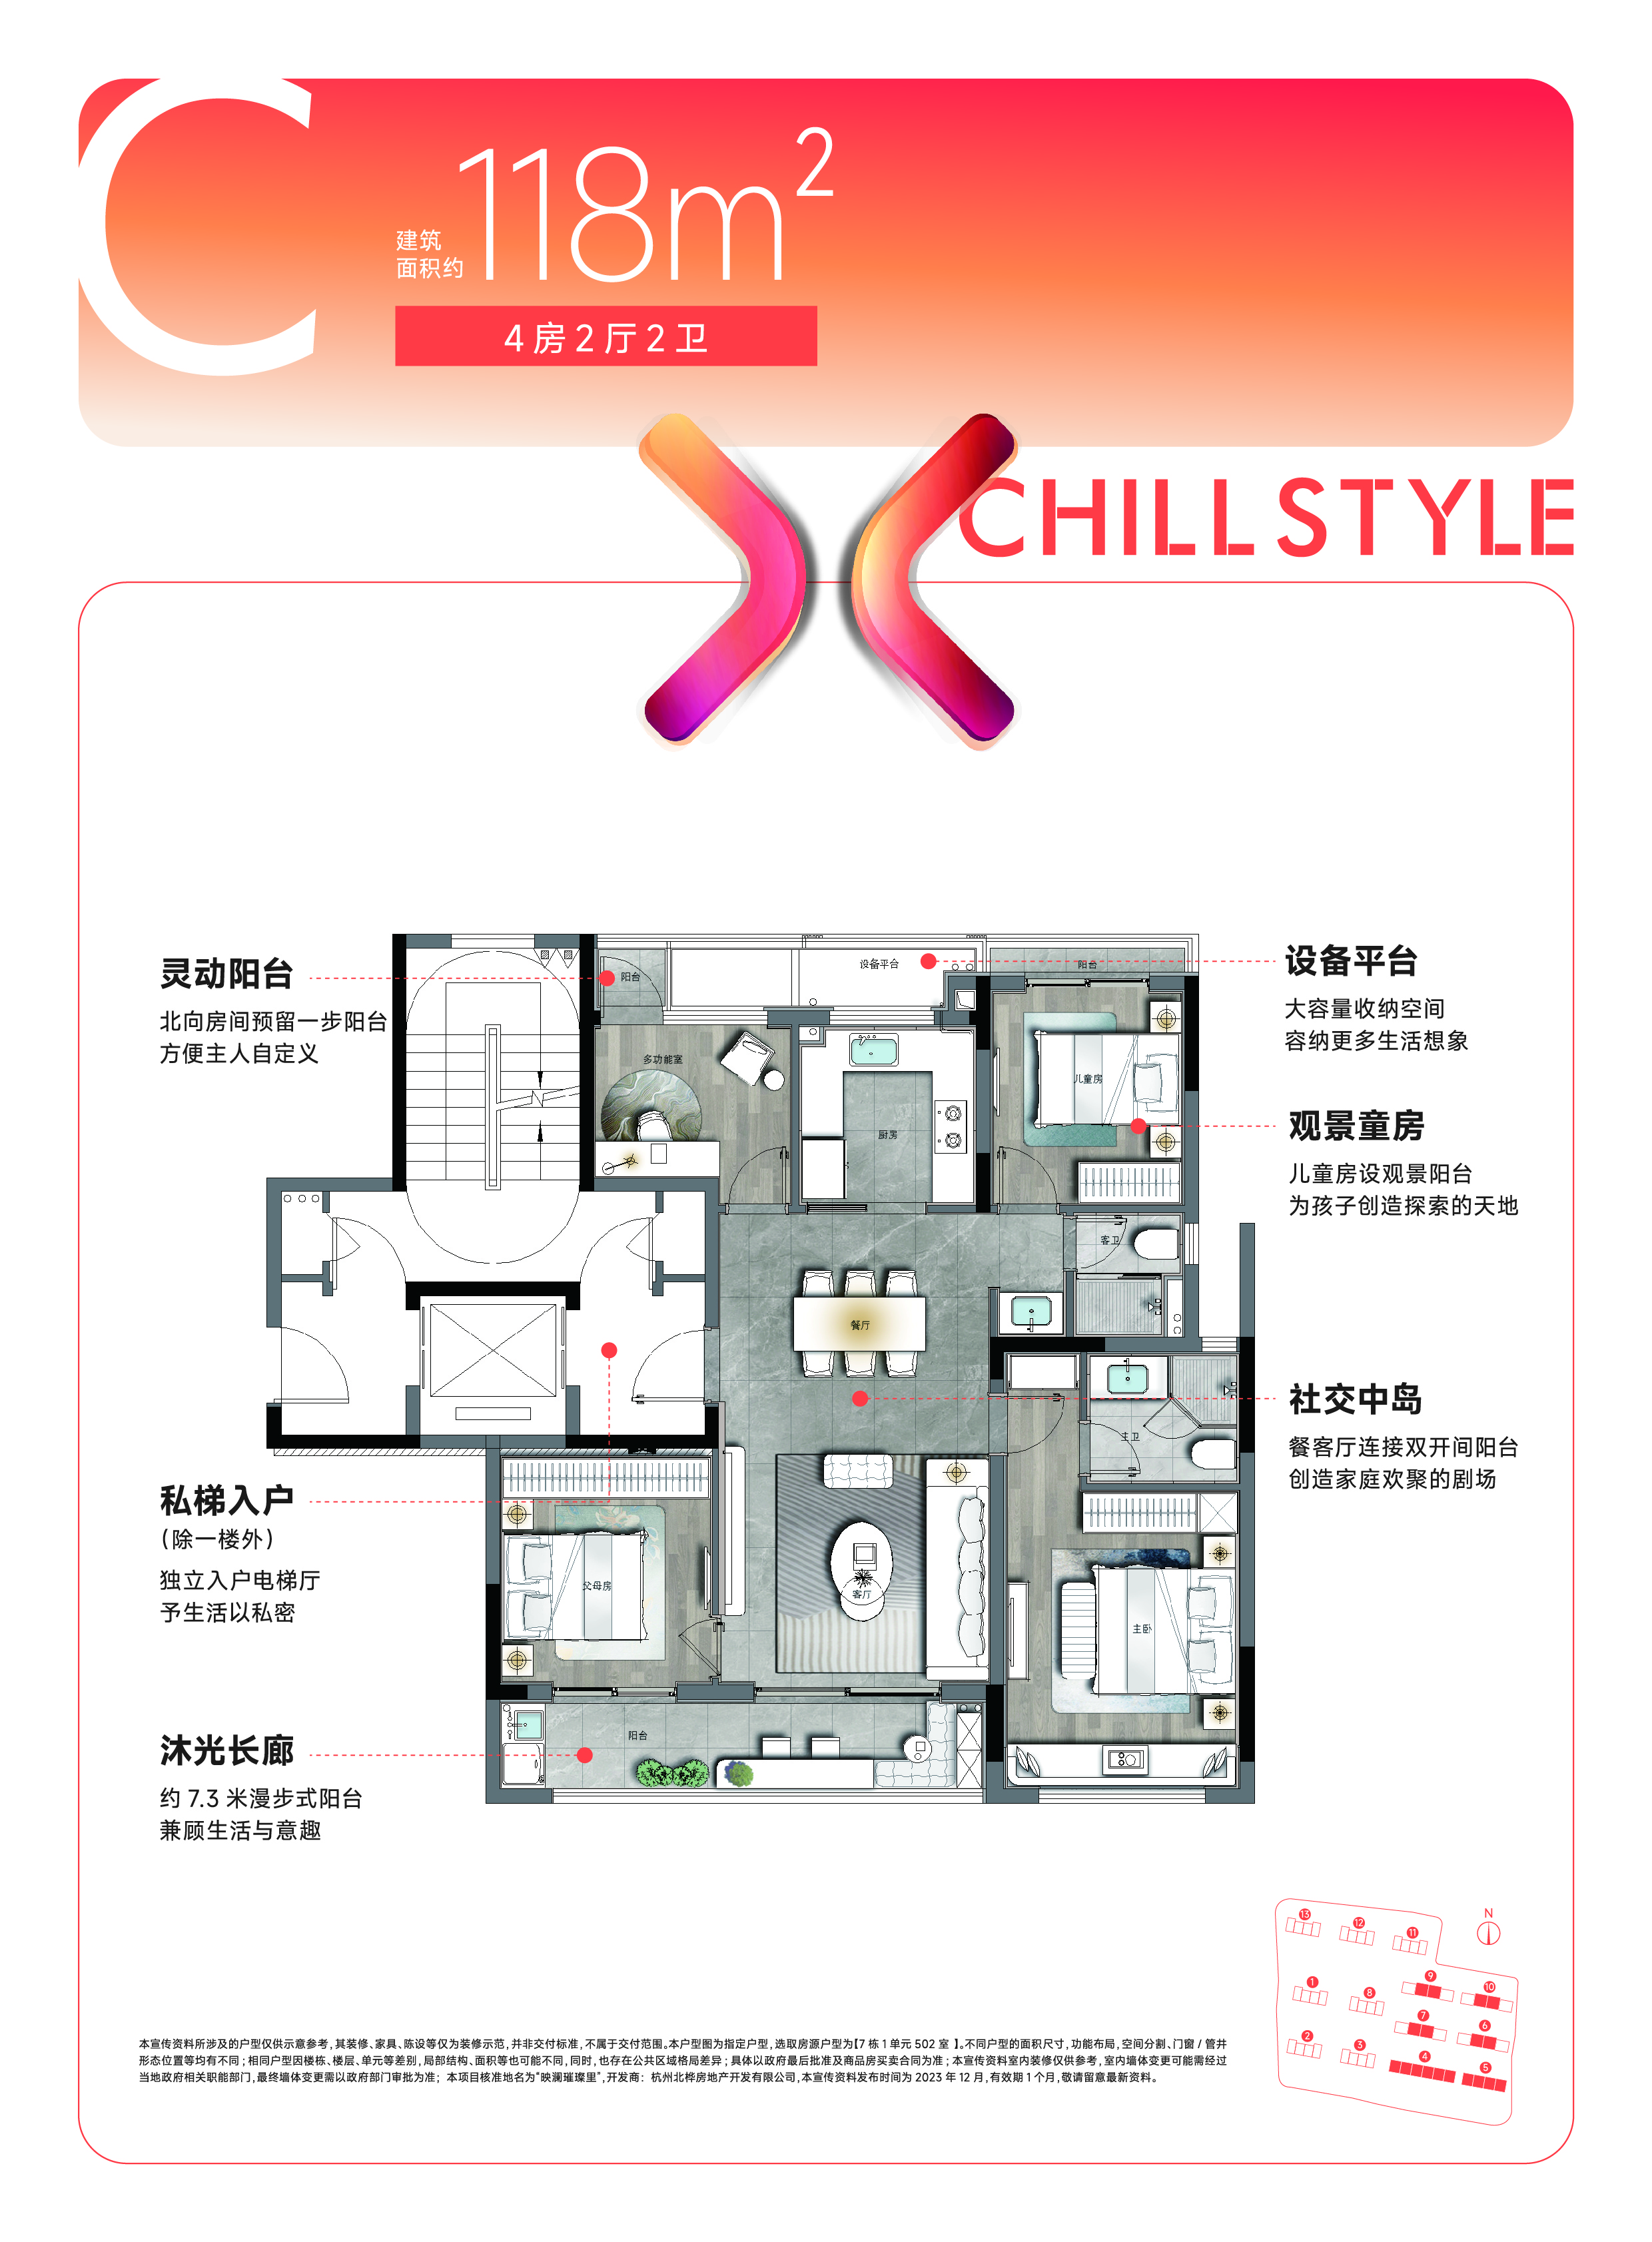 C
建筑
面积约
118m²
4房2厅2卫
CHILL STYLE
灵动阳台
北向房间预留一步阳台
方便主人自定义
设备平台
大容量收纳空间
容纳更多生活想象
观景童房
儿童房设观景阳台
为孩子创造探索的天地
社交中岛
餐客厅连接双开间阳台
创造家庭欢聚的剧场
私梯入户
(除一楼外)
独立入户电梯厅
予生活以私密
沐光长廊
约 7.3 米漫步式阳台
兼顾生活与意趣
阳台
设备平台
阳台
多功能室
厨房
儿童房
客卫
餐厅
主卫
父母房
客厅
主卧
阳台
N
13
12
11
1
8
9
10
7
6
2
3
4
5
本宣传资料所涉及的户型仅供示意参考,其装修、家具、陈设等仅为装修示范,并非交付标准,不属于交付范围。本户型图为指定户型,选取房源户型为【7 栋 1 单元 502 室 】。不同户型的面积尺寸,功能布局,空间分割、门窗 / 管井
形态位置等均有不同;相同户型因楼栋、楼层、单元等差别,局部结构、面积等也可能不同,同时,也存在公共区域格局差异;具体以政府最后批准及商品房买卖合同为准;本宣传资料室内装修仅供参考,室内墙体变更可能需经过
当地政府相关职能部门,最终墙体变更需以政府部门审批为准; 本项目核准地名为“映澜璀璨里”,开发商: 杭州北桦房地产开发有限公司,本宣传资料发布时间为 2023 年 12 月,有效期 1 个月,敬请留意最新资料。